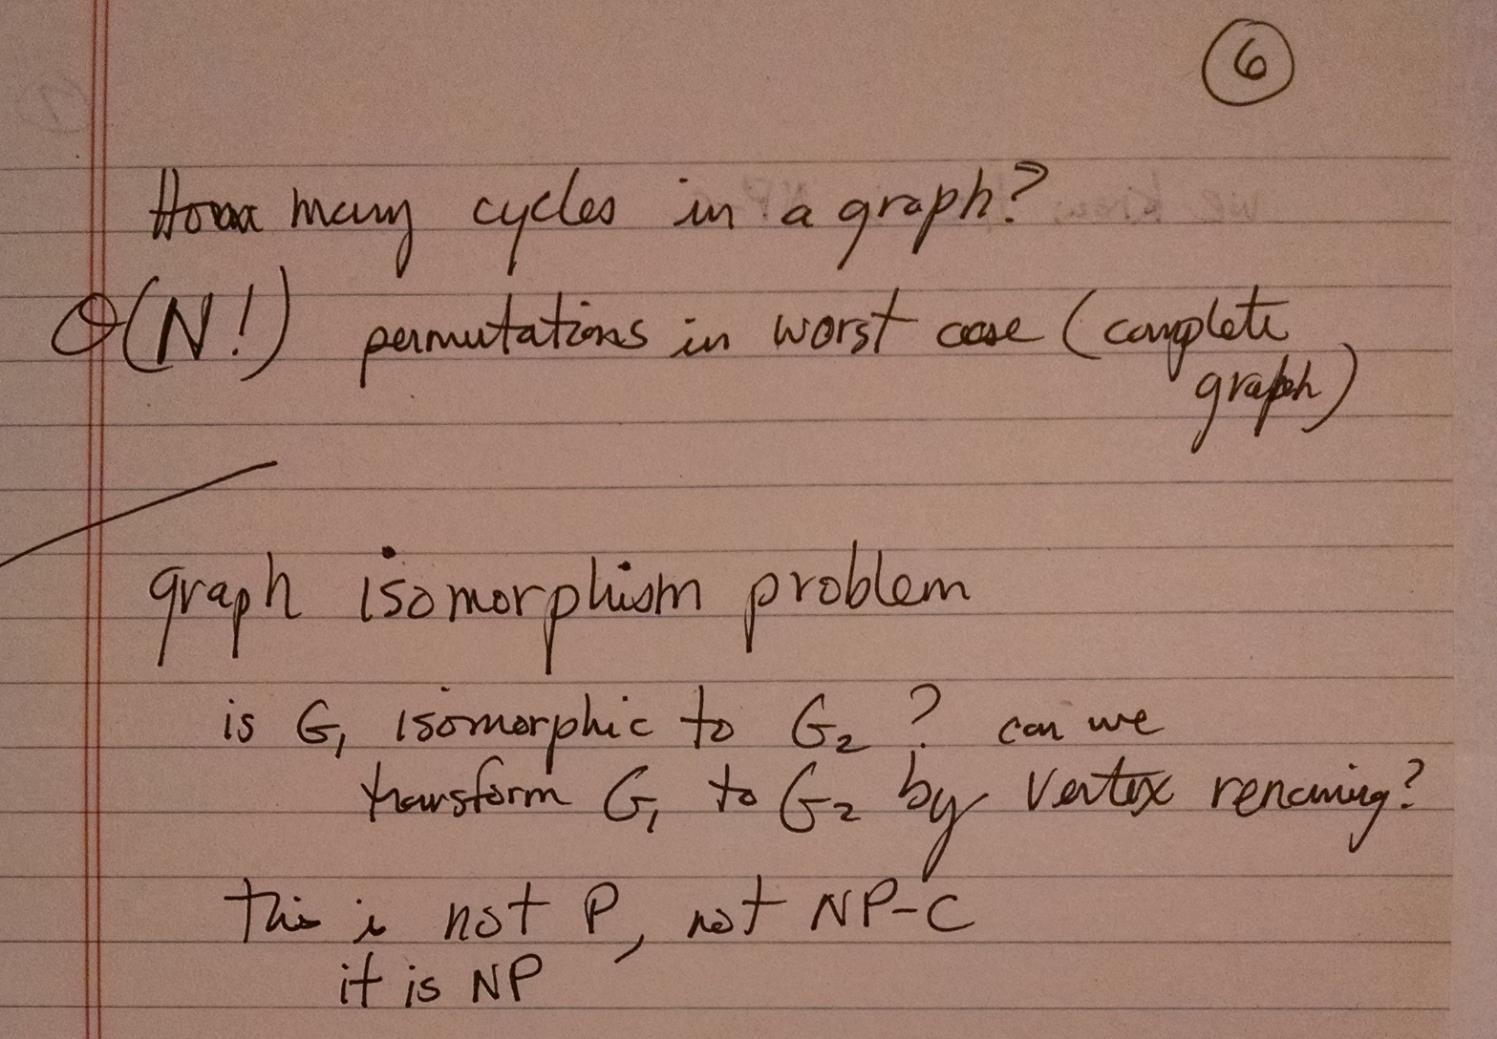 6
How many cycles in a graph?
O(N!) permutations in worst case (complete
graph)
graph isomorphism problem
is G₁ isomorphic to G₂? can we
transform G₁ to G₂ by vertex renaming?
this is not P, not NP-C
it is NP